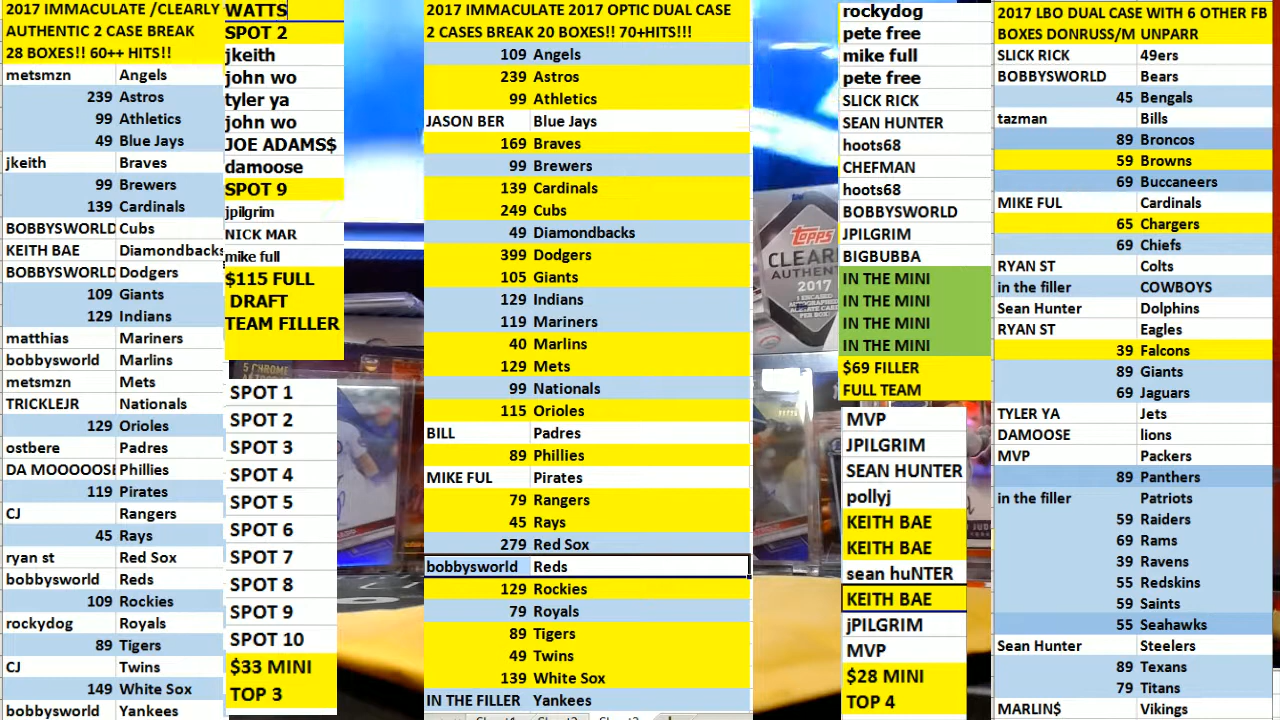 2017 IMMACULATE /CLEARLY
AUTHENTIC 2 CASE BREAK
28 BOXES!! 60++ HITS!!!
metsmzn Angels
239 Astros
99 Athletics
49 Blue Jays
jkeith Braves
99 Brewers
139 Cardinals
BOBBYSWORLD Cubs
KEITH BAE Diamondbacks
BOBBYSWORLD Dodgers
109 Giants
129 Indians
matthias Mariners
bobbysworld Marlins
metsmzn Mets
TRICKLEJR Nationals
129 Orioles
ostbere Padres
DA MOOOOOSE Phillies
119 Pirates
CJ Rangers
45 Rays
ryan st Red Sox
bobbysworld Reds
109 Rockies
rockydog Royals
89 Tigers
CJ Twins
149 White Sox
bobbysworld Yankees
WATTS
SPOT 2
jkeith
john wo
tyler ya
john wo
JOE ADAMS$
damoose
SPOT 9
jpilgrim
NICK MAR
mike full
$115 FULL
DRAFT
TEAM FILLER
SPOT 1
SPOT 2
SPOT 3
SPOT 4
SPOT 5
SPOT 6
SPOT 7
SPOT 8
SPOT 9
SPOT 10
$33 MINI
TOP 3
5 CHROME
2017 IMMACULATE 2017 OPTIC DUAL CASE
2 CASES BREAK 20 BOXES!! 70+HITS!!!
109 Angels
239 Astros
99 Athletics
JASON BER Blue Jays
169 Braves
99 Brewers
139 Cardinals
249 Cubs
49 Diamondbacks
399 Dodgers
105 Giants
129 Indians
119 Mariners
40 Marlins
129 Mets
99 Nationals
115 Orioles
BILL Padres
89 Phillies
MIKE FUL Pirates
79 Rangers
45 Rays
279 Red Sox
bobbysworld Reds
129 Rockies
79 Royals
89 Tigers
49 Twins
139 White Sox
IN THE FILLER Yankees
Topps
CLEARLY
AUTHENTIC
2017
rockydog
pete free
mike full
pete free
SLICK RICK
SEAN HUNTER
hoots68
CHEFMAN
hoots68
BOBBYSWORLD
JPILGRIM
BIGBUBBA
IN THE MINI
IN THE MINI
IN THE MINI
IN THE MINI
$69 FILLER
FULL TEAM
MVP
JPILGRIM
SEAN HUNTER
pollyj
KEITH BAE
KEITH BAE
sean huNTER
KEITH BAE
jPILGRIM
MVP
$28 MINI
TOP 4
2017 LBO DUAL CASE WITH 6 OTHER FB
BOXES DONRUSS/M UNPARR
SLICK RICK 49ers
BOBBYSWORLD Bears
45 Bengals
tazman Bills
89 Broncos
59 Browns
69 Buccaneers
MIKE FUL Cardinals
65 Chargers
69 Chiefs
RYAN ST Colts
in the filler COWBOYS
Sean Hunter Dolphins
RYAN ST Eagles
39 Falcons
89 Giants
69 Jaguars
TYLER YA Jets
DAMOOSE lions
MVP Packers
89 Panthers
in the filler Patriots
59 Raiders
69 Rams
39 Ravens
55 Redskins
59 Saints
55 Seahawks
Sean Hunter Steelers
89 Texans
79 Titans
MARLIN$ Vikings